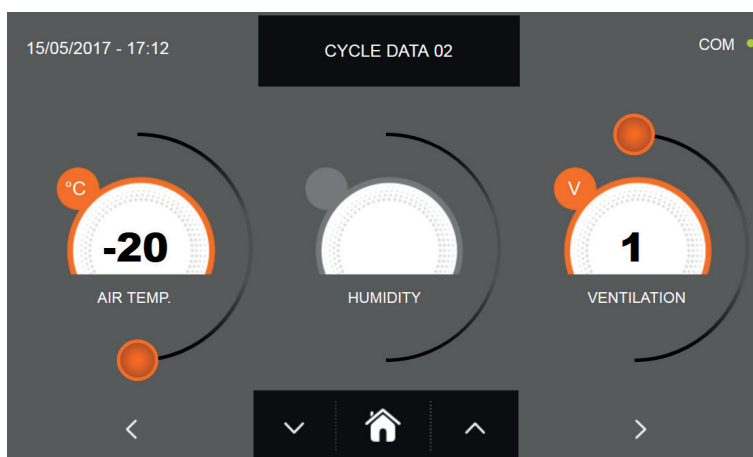 15/05/2017 - 17:12
CYCLE DATA 02
COM
°C
V
-20
1
AIR TEMP.
HUMIDITY
VENTILATION